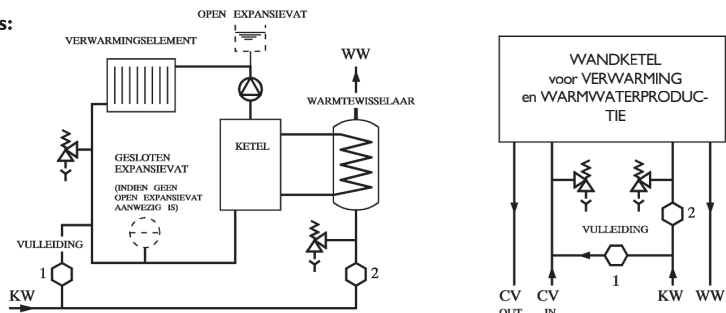 s:
OPEN EXPANSIEVAT
VERWARMINGSELEMENT
WW
WARMTEWISSELAAR
KETEL
GESLOTEN
EXPANSIEVAT
(INDIEN GEEN
OPEN EXPANSIEVAT
AANWEZIG IS)
VULLEIDING
1
2
KW
WANDKETEL
voor VERWARMING
en WARMWATERPRODUC-
TIE
2
VULLEIDING
1
CV CV KW WW
OUT IN